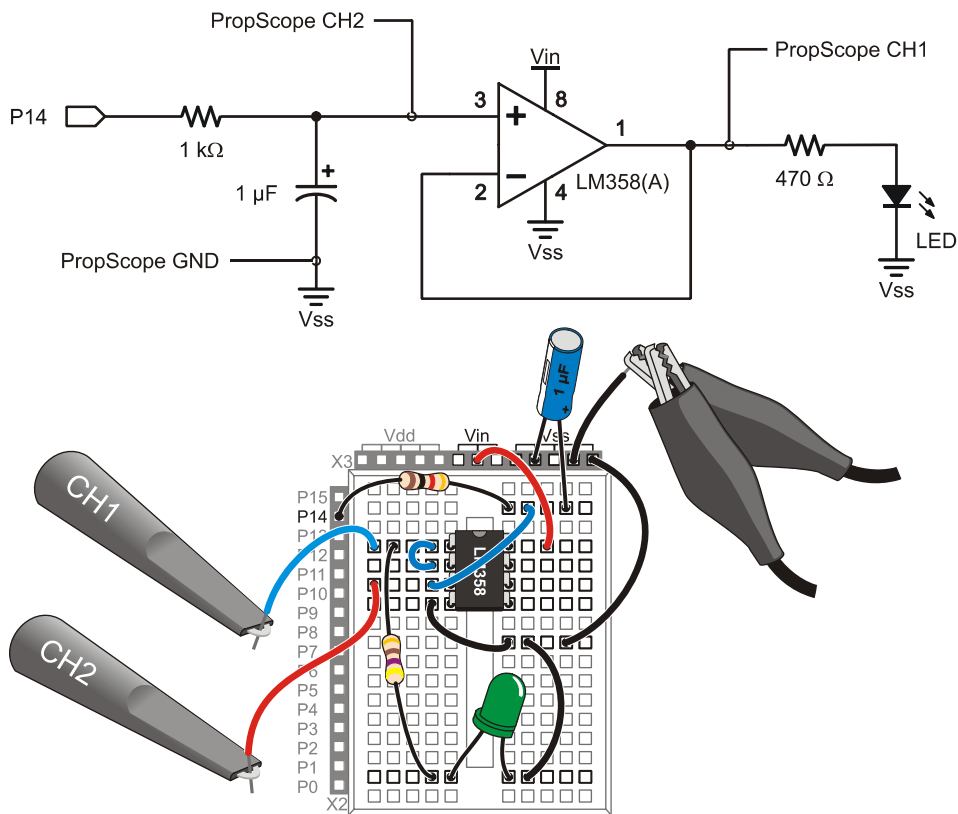 PropScope CH2
Vin
PropScope CH1
P14
3
8
+
1
1 kΩ
+
1 µF
−
2
4
LM358(A)
470 Ω
LED
PropScope GND
Vss
Vss
Vss
1 µF
+
Vdd
Vin
Vss
X3
P15
P14
P13
P12
P11
P10
P9
P8
P7
P6
P5
P4
P3
P2
P1
P0
X2
LM358
CH1
CH2